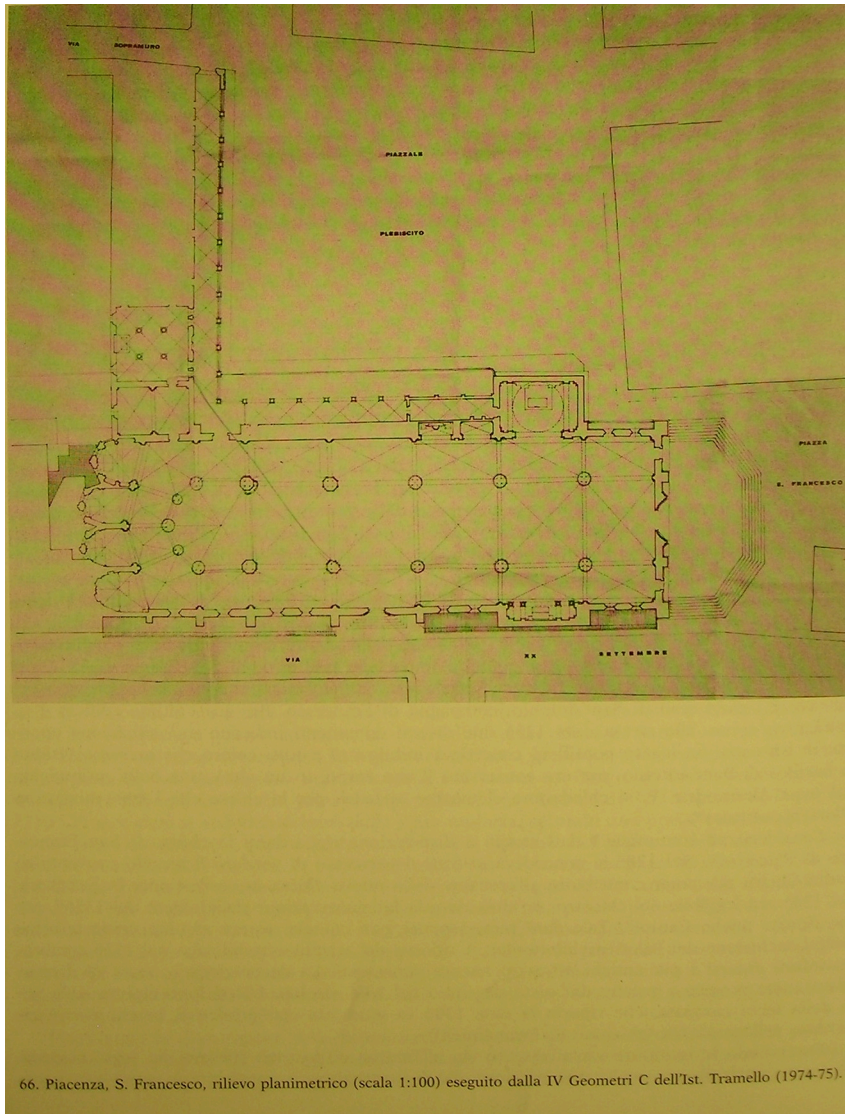 VIA SOPRAMURO
PIAZZALE
PLEBISCITO
PIAZZA
S. FRANCESCO
VIA XX SETTEMBRE
66. Piacenza, S. Francesco, rilievo planimetrico (scala 1:100) eseguito dalla IV Geometri C dell'Ist. Tramello (1974-75).